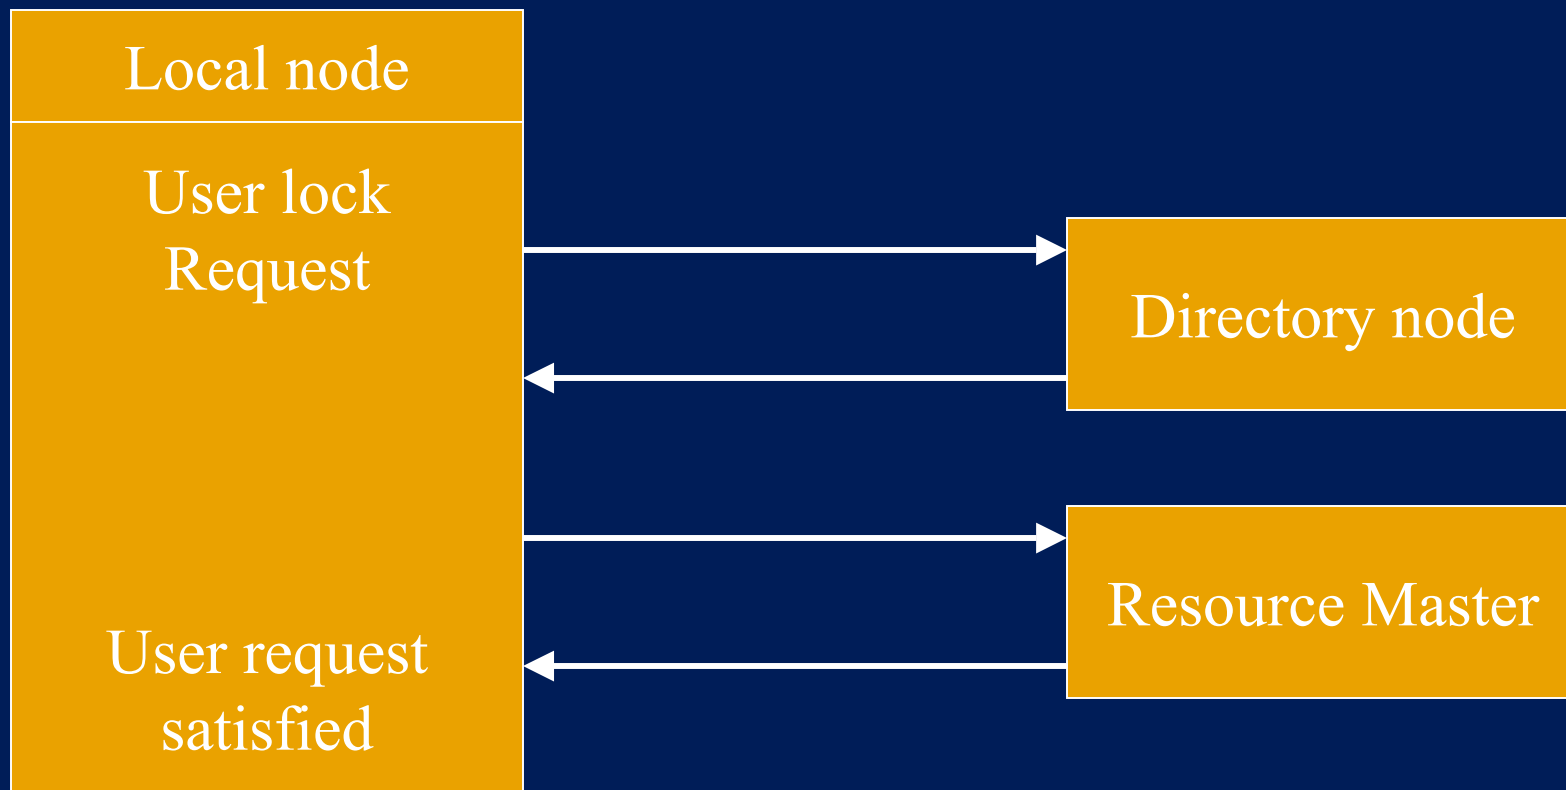 Local node
User lock
Request
Directory node
Resource Master
User request
satisfied